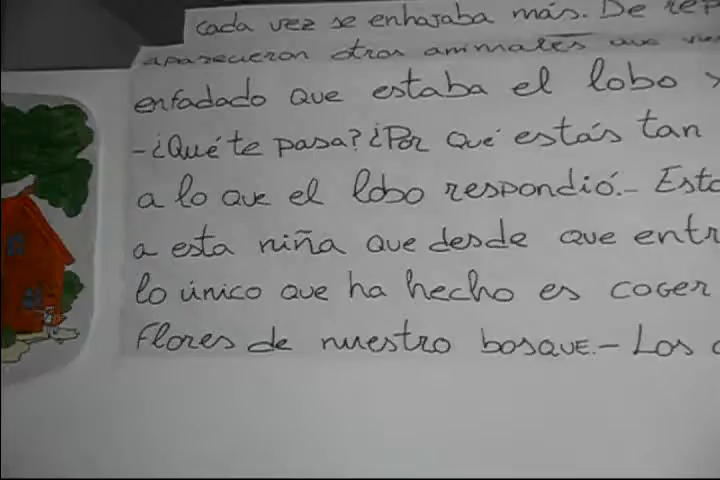 cada vez se enhajaba más. De rep
aparecieron otros animales que
enfadado que estaba el lobo y
-¿Qué te pasa? ¿Por qué estás tan
a lo que el lobo respondió.- Esto
a esta niña que desde que entr
lo único que ha hecho es coger
flores de nuestro bosque.- Los